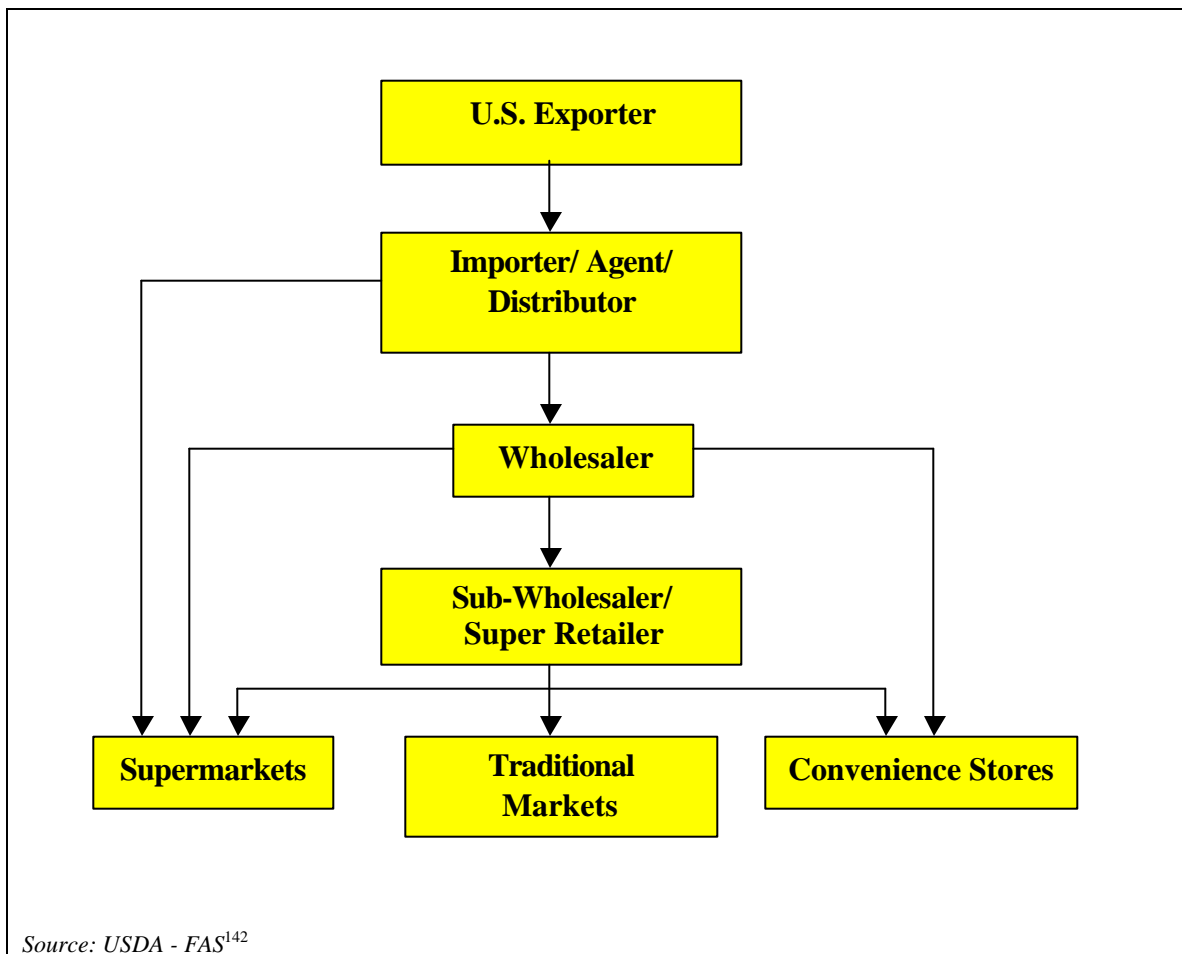 U.S. Exporter
Importer/ Agent/
Distributor
Wholesaler
Sub-Wholesaler/
Super Retailer
Supermarkets
Traditional
Markets
Convenience Stores
Source: USDA - FAS142